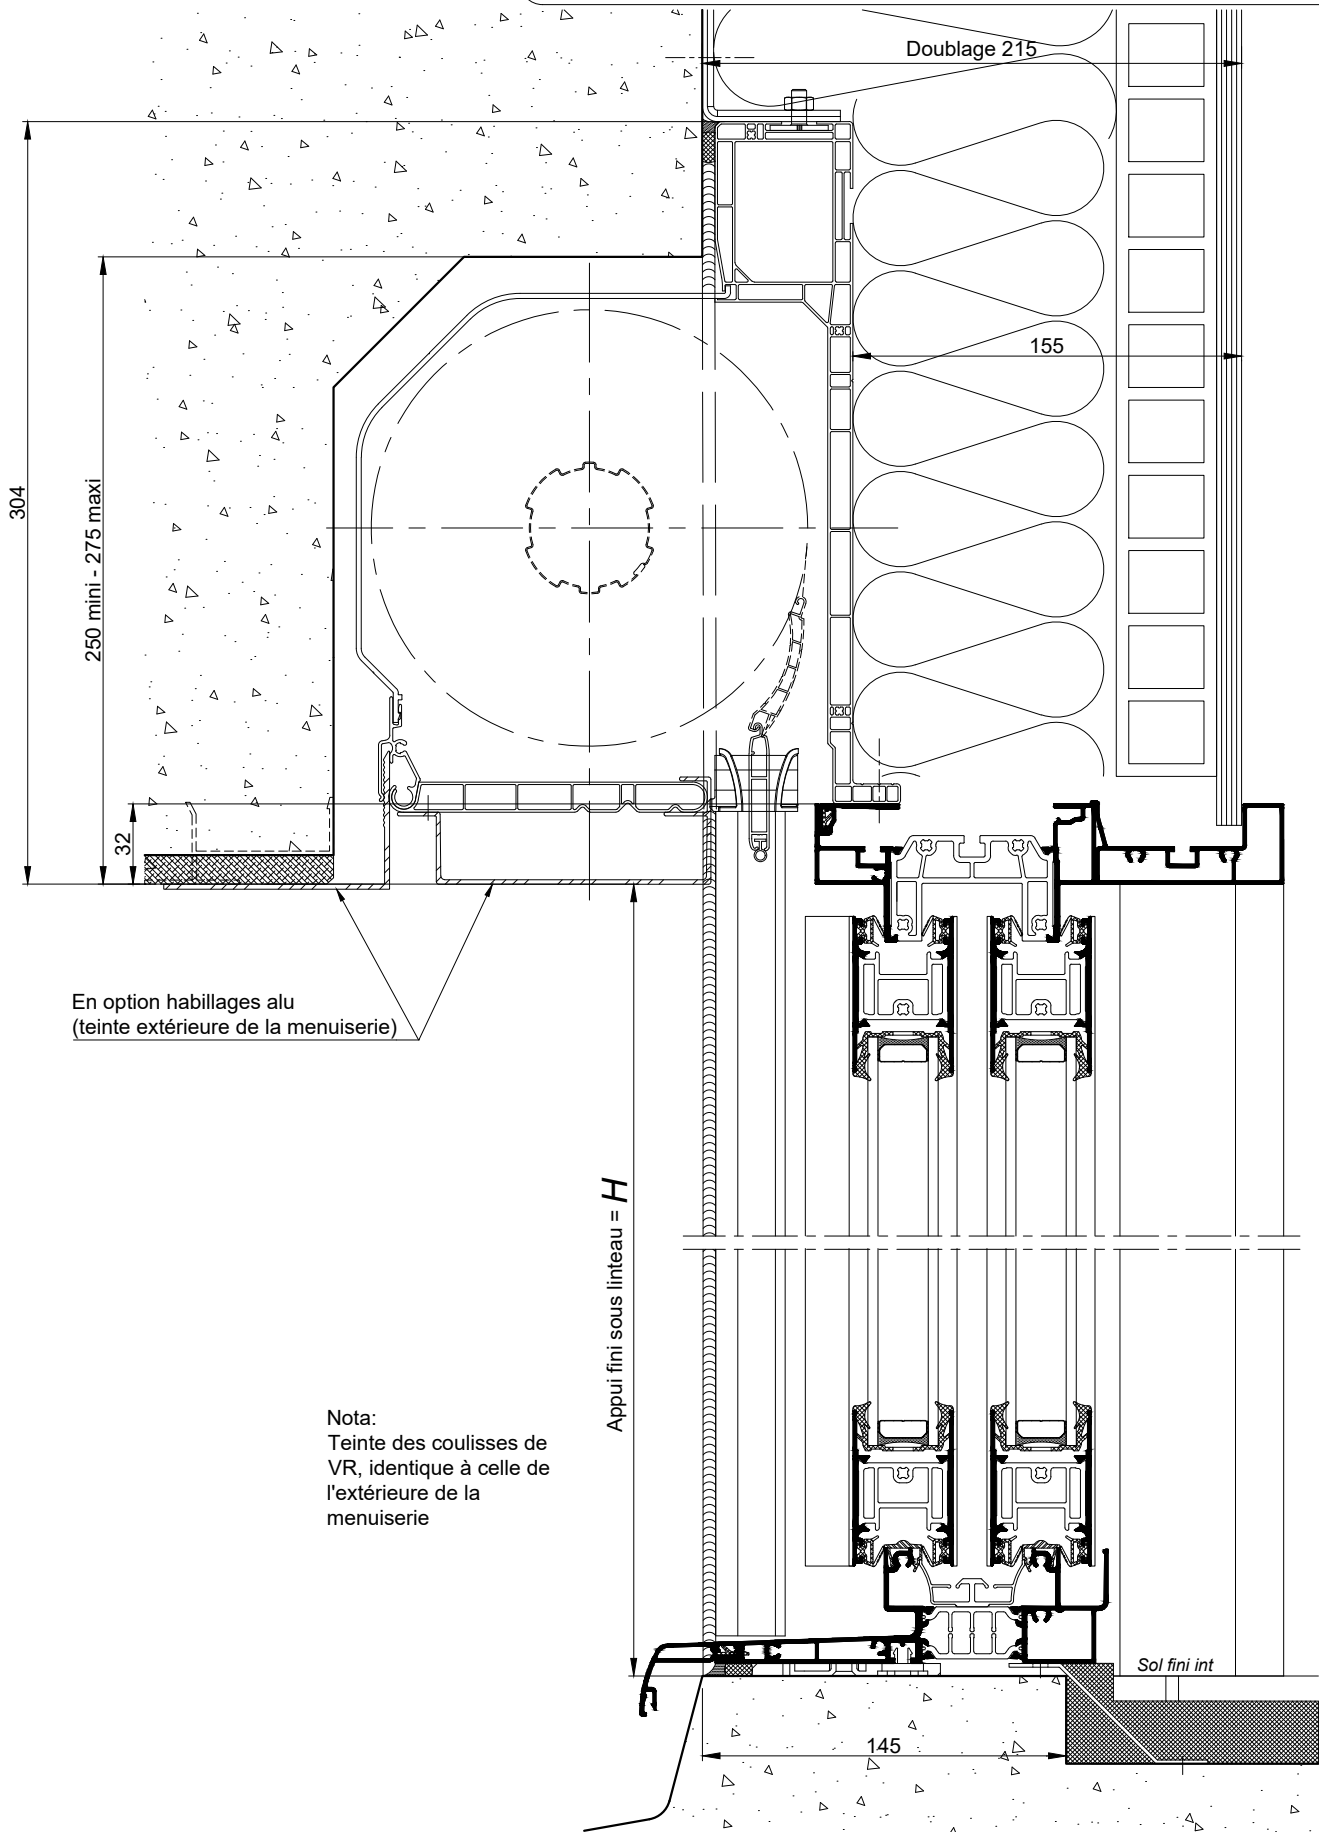 Doublage 215
155
304
250 mini - 275 maxi
32
En option habillages alu
(teinte extérieure de la menuiserie)
Appui fini sous linteau = H
Nota:
Teinte des coulisses de
VR, identique à celle de
l'extérieure de la
menuiserie
Sol fini int
145